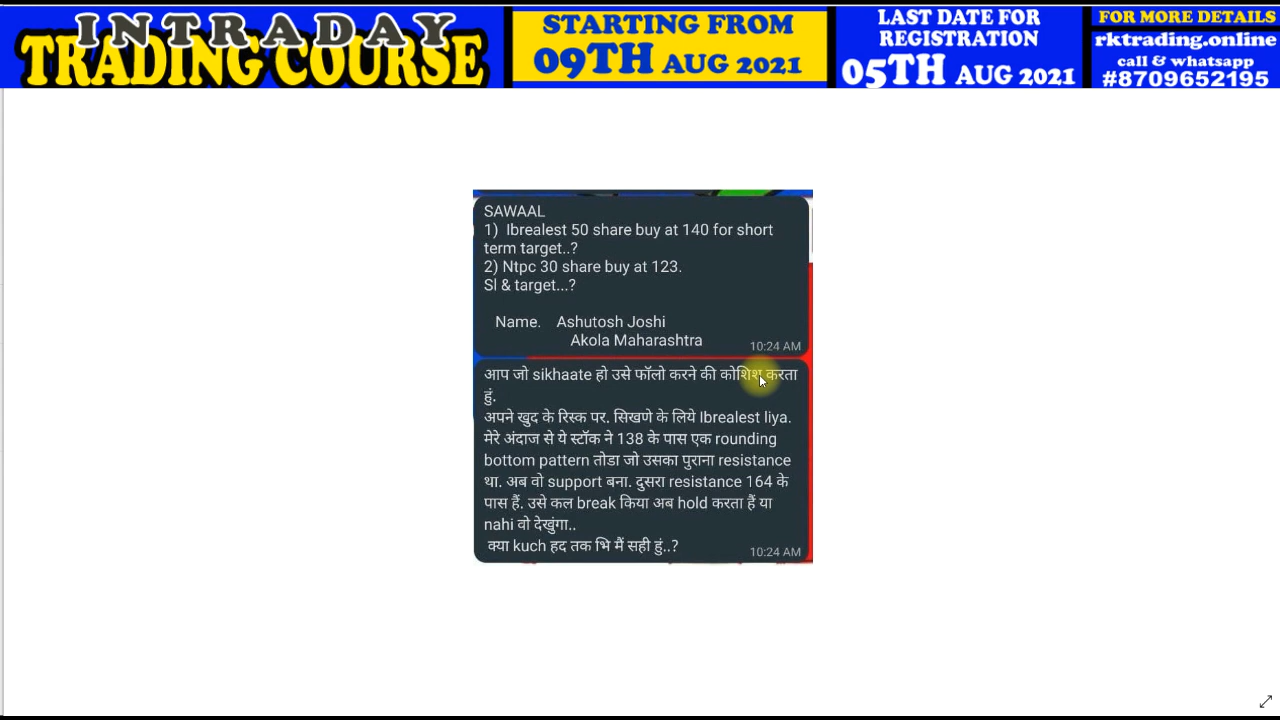 INTRADAY
TRADING COURSE
STARTING FROM
09TH AUG 2021
LAST DATE FOR
REGISTRATION
05TH AUG 2021
FOR MORE DETAILS
rktrading.online
call & whatsapp
#8709652195
SAWAAL
1) Ibrealest 50 share buy at 140 for short
term target..?
2) Ntpc 30 share buy at 123.
Sl & target...?
Name. Ashutosh Joshi
Akola Maharashtra
10:24 AM
आप जो sikhaate हो उसे फॉलो करने की कोशिश करता
हुं.
अपने खुद के रिस्क पर. सिखणे के लिये Ibrealest liya.
मेरे अंदाज से ये स्टॉक ने 138 के पास एक rounding
bottom pattern तोडा जो उसका पुराना resistance
था. अब वो support बना. दुसरा resistance 164 के
पास हैं. उसे कल break किया अब hold करता हैं या
nahi वो देखुंगा..
क्या kuch हद तक भि मैं सही हुं..?
10:24 AM